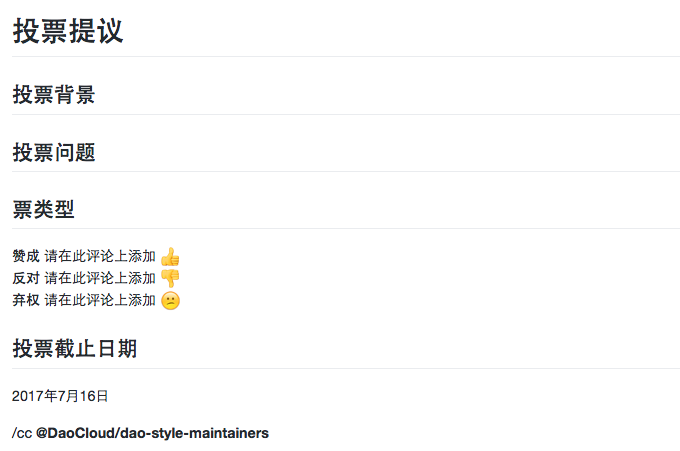 投票提议
投票背景
投票问题
票类型
赞成 请在此评论上添加 👍
反对 请在此评论上添加 👎
弃权 请在此评论上添加 😕
投票截止日期
2017年7月16日
/cc @DaoCloud/dao-style-maintainers